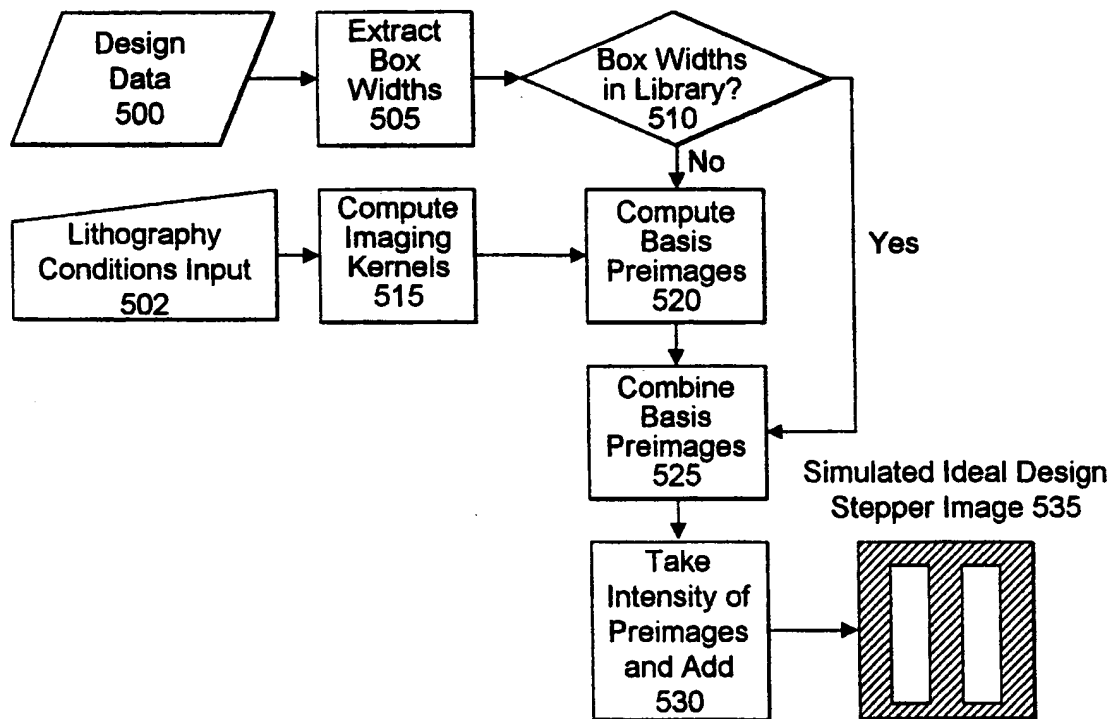 Design
Data
500
Extract
Box
Widths
505
Box Widths
in Library?
510
No
Yes
Lithography
Conditions Input
502
Compute
Imaging
Kernels
515
Compute
Basis
Preimages
520
Combine
Basis
Preimages
525
Simulated Ideal Design
Stepper Image 535
Take
Intensity of
Preimages
and Add
530